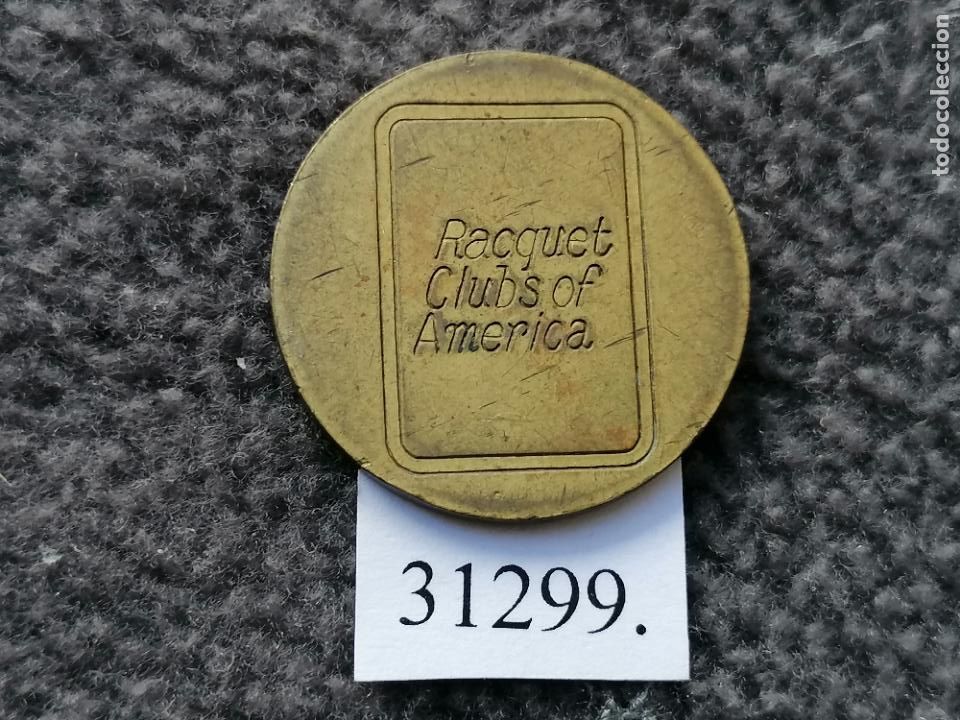 Racquet
Clubs of
America
31299.
todocoleccion